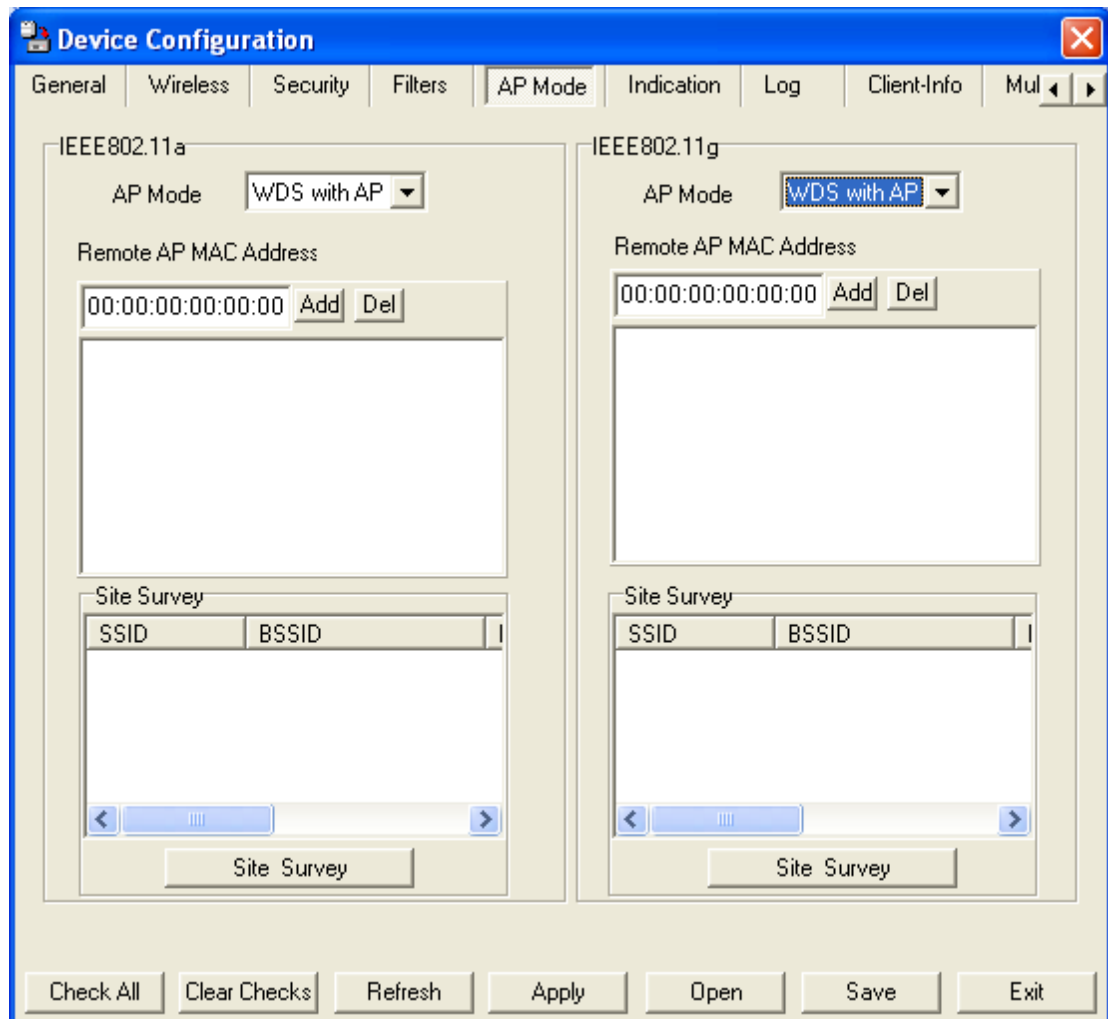 Device Configuration
General Wireless Security Filters AP Mode Indication Log Client-Info Mul
IEEE802.11a
AP Mode WDS with AP
Remote AP MAC Address
00:00:00:00:00:00 Add Del
Site Survey
SSID BSSID
Site Survey
IEEE802.11g
AP Mode WDS with AP
Remote AP MAC Address
00:00:00:00:00:00 Add Del
Site Survey
SSID BSSID
Site Survey
Check All Clear Checks Refresh Apply Open Save Exit